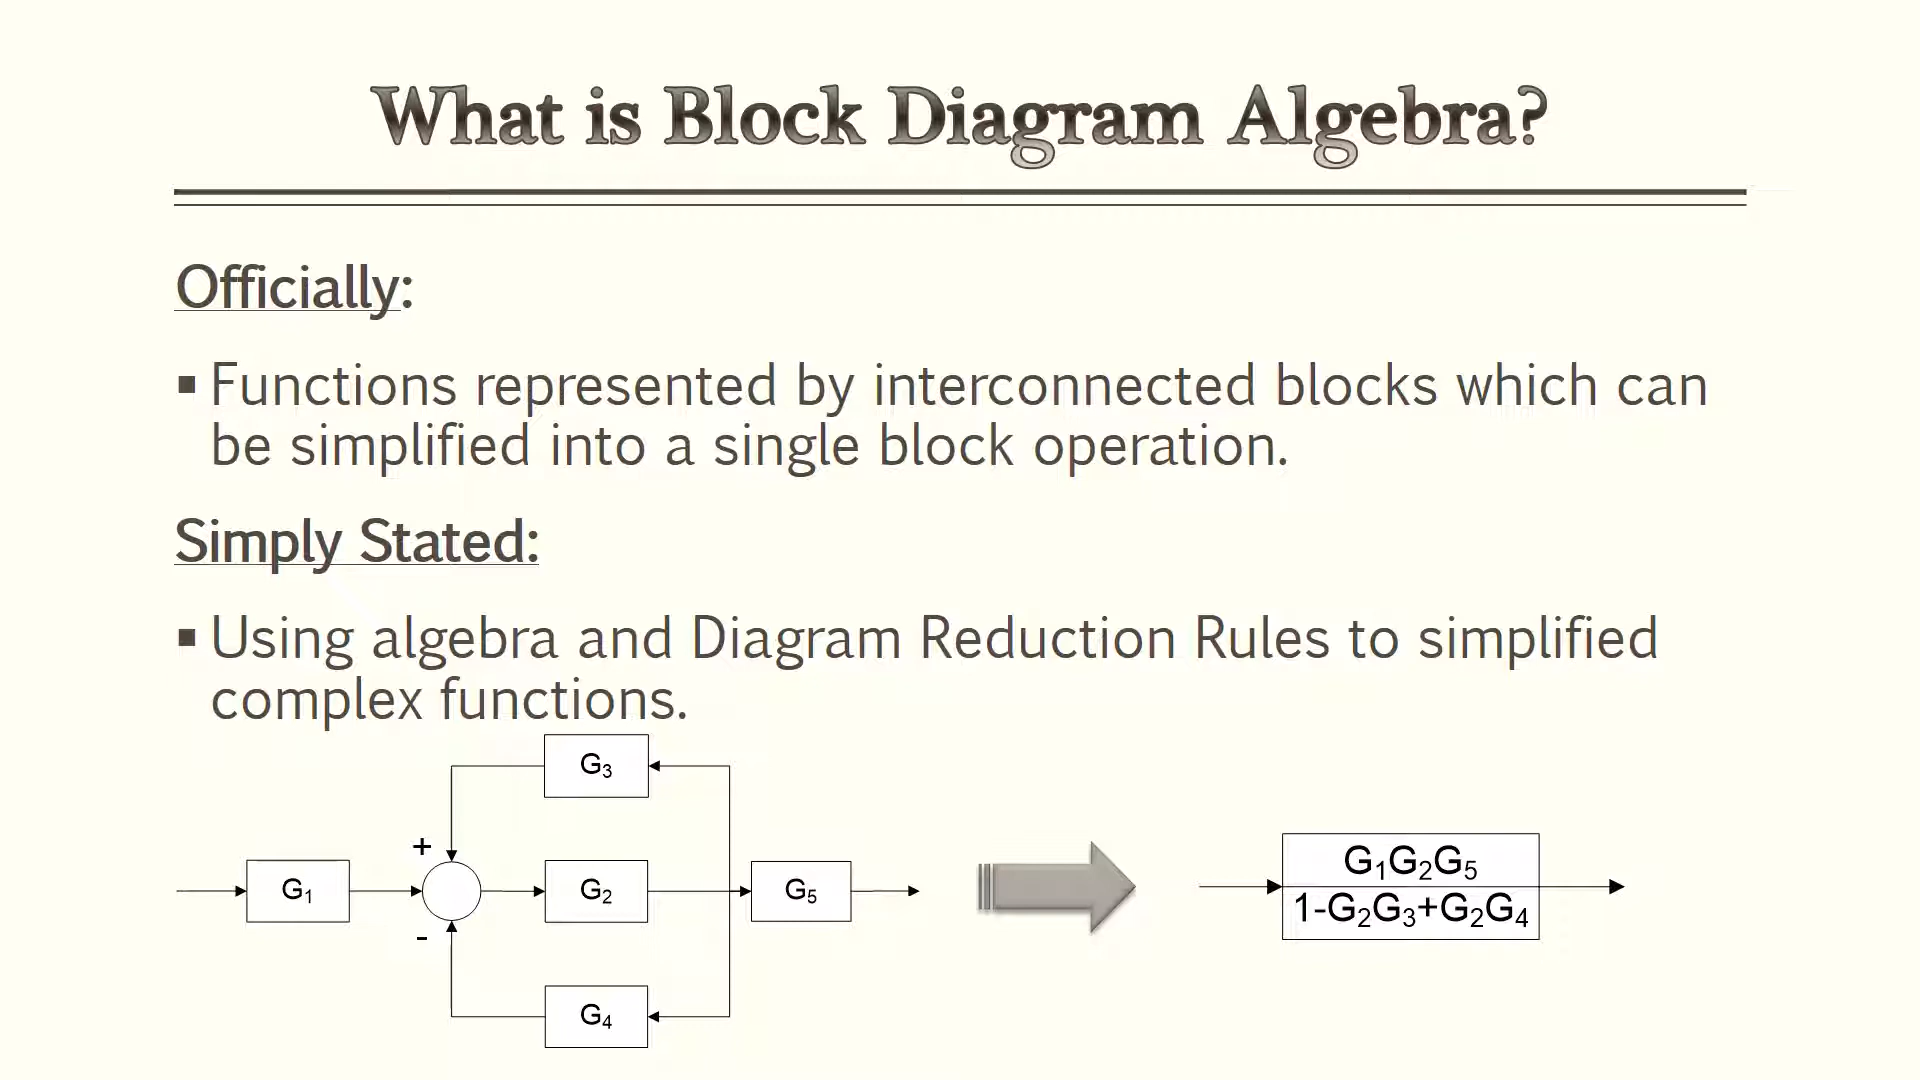 What is Block Diagram Algebra?
Officially:
▪ Functions represented by interconnected blocks which can
be simplified into a single block operation.
Simply Stated:
▪ Using algebra and Diagram Reduction Rules to simplified
complex functions.
G₃
+
G₁
G₂
G₅
-
G₄
G₁G₂G₅
1-G₂G₃+G₂G₄